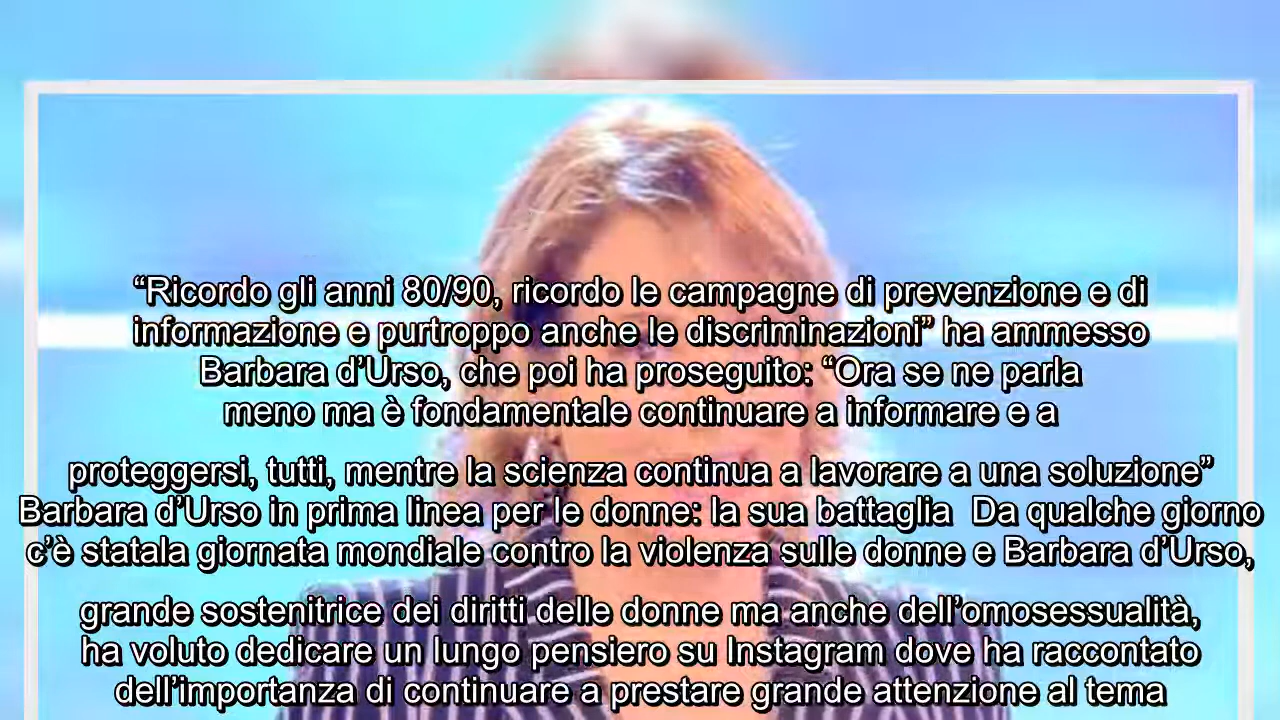 “Ricordo gli anni 80/90, ricordo le campagne di prevenzione e di
informazione e purtroppo anche le discriminazioni” ha ammesso
Barbara d’Urso, che poi ha proseguito: “Ora se ne parla
meno ma è fondamentale continuare a informare e a
proteggersi, tutti, mentre la scienza continua a lavorare a una soluzione”
Barbara d’Urso in prima linea per le donne: la sua battaglia  Da qualche giorno
c’è statala giornata mondiale contro la violenza sulle donne e Barbara d’Urso,
grande sostenitrice dei diritti delle donne ma anche dell’omosessualità,
ha voluto dedicare un lungo pensiero su Instagram dove ha raccontato
dell’importanza di continuare a prestare grande attenzione al tema